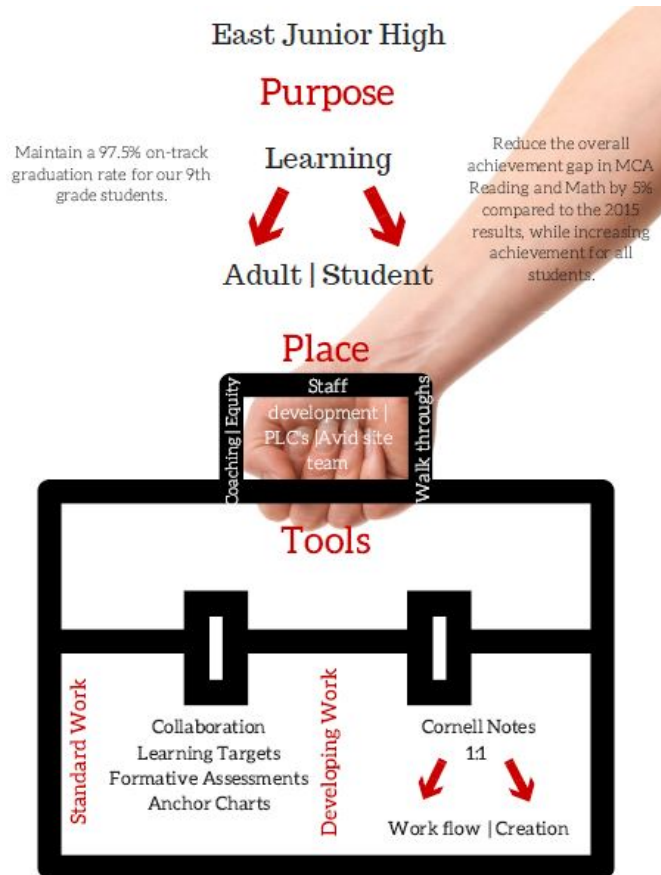 East Junior High
Purpose
Maintain a 97.5% on-track
graduation rate for our 9th
grade students.
Learning
Reduce the overall
achievement gap in MCA
Reading and Math by 5%
compared to the 2015
results, while increasing
achievement for all
students.
Adult | Student
Place
Coaching | Equity
Staff
development |
PLC's |Avid site
team
Walk throughs
Tools
Standard Work
Collaboration
Learning Targets
Formative Assessments
Anchor Charts
Developing Work
Cornell Notes
1:1
Work flow | Creation